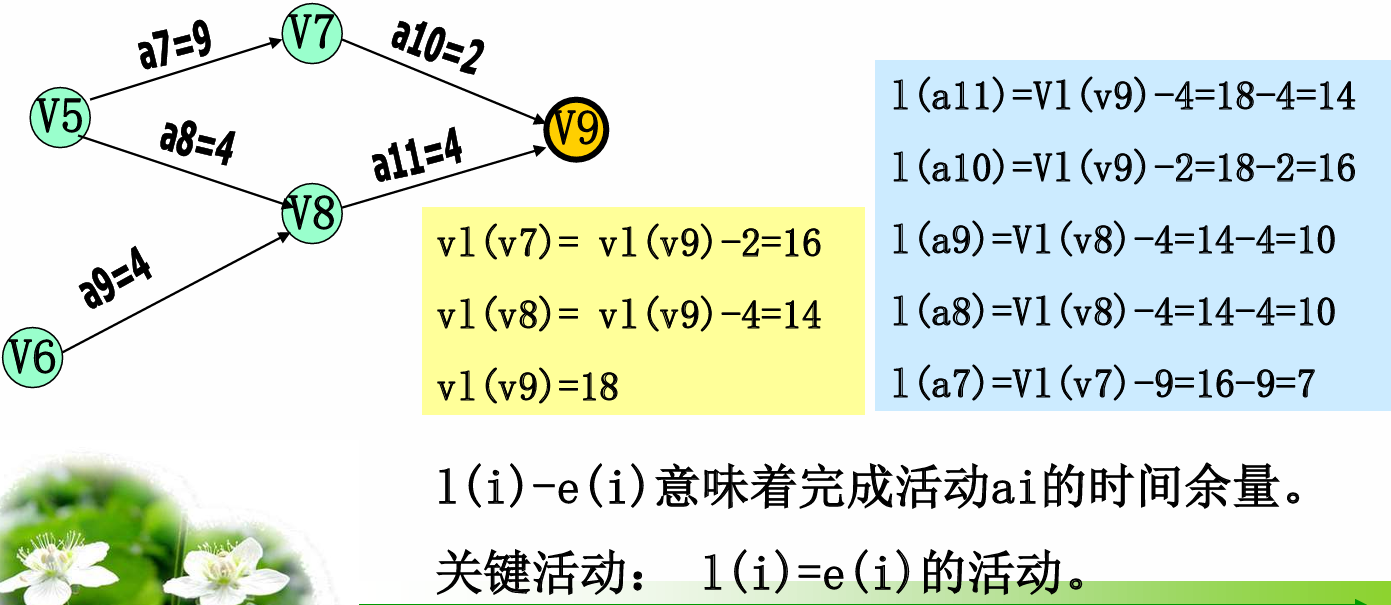 V7
a7=9
a10=2
V5
V9
a8=4
a11=4
V8
a9=4
V6
vl(v7)= vl(v9)-2=16
vl(v8)= vl(v9)-4=14
vl(v9)=18
l(a11)=Vl(v9)-4=18-4=14
l(a10)=Vl(v9)-2=18-2=16
l(a9)=Vl(v8)-4=14-4=10
l(a8)=Vl(v8)-4=14-4=10
l(a7)=Vl(v7)-9=16-9=7
l(i)-e(i)意味着完成活动ai的时间余量。
关键活动： l(i)=e(i)的活动。